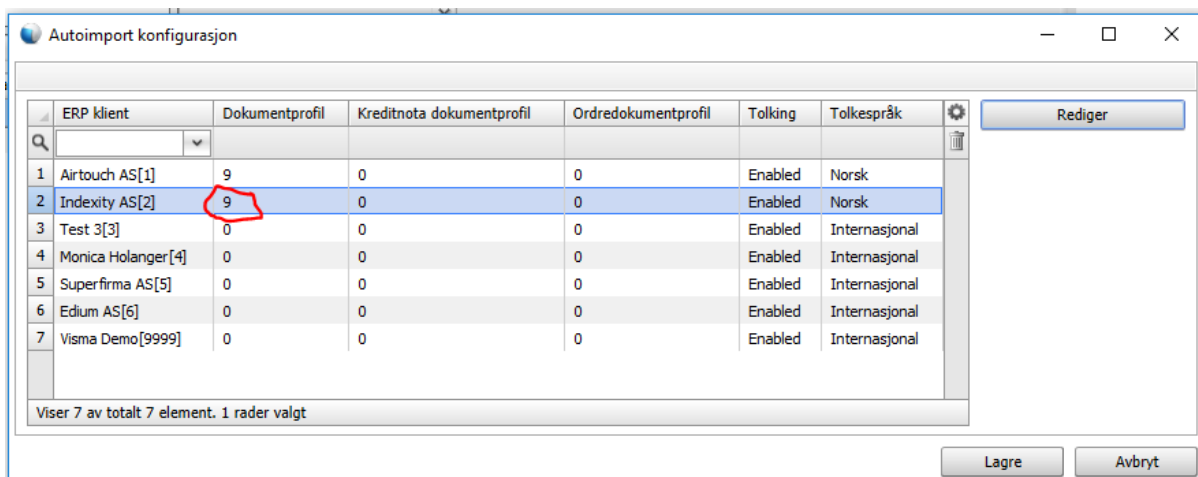 Autoimport konfigurasjon
ERP klient Dokumentprofil Kreditnota dokumentprofil Ordredokumentprofil Tolking Tolkespråk
Rediger
1 Airtouch AS[1] 9 0 0 Enabled Norsk
2 Indexity AS[2] 9 0 0 Enabled Norsk
3 Test 3[3] 0 0 0 Enabled Internasjonal
4 Monica Holanger[4] 0 0 0 Enabled Internasjonal
5 Superfirma AS[5] 0 0 0 Enabled Internasjonal
6 Edium AS[6] 0 0 0 Enabled Internasjonal
7 Visma Demo[9999] 0 0 0 Enabled Internasjonal
Viser 7 av totalt 7 element. 1 rader valgt
Lagre Avbryt